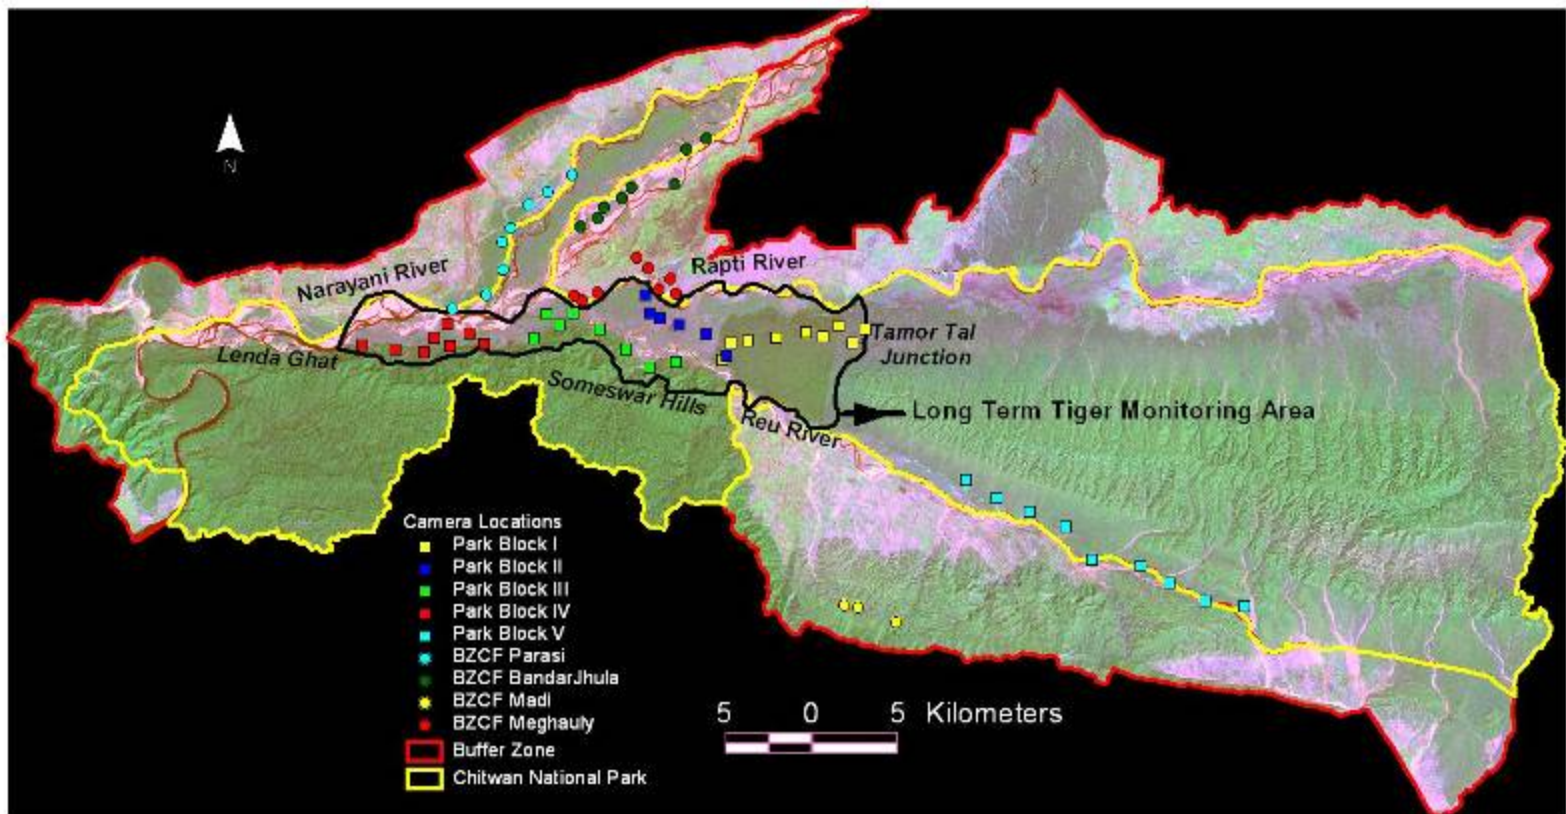 N
Narayani River
Rapti River
Lenda Ghat
Tamor Tal
Junction
Someswar Hills
Reu River
Long Term Tiger Monitoring Area
Camera Locations
Park Block I
Park Block II
Park Block III
Park Block IV
Park Block V
BZCF Parasi
BZCF BandarJhula
BZCF Madi
BZCF Meghauly
Buffer Zone
Chitwan National Park
5 0 5 Kilometers